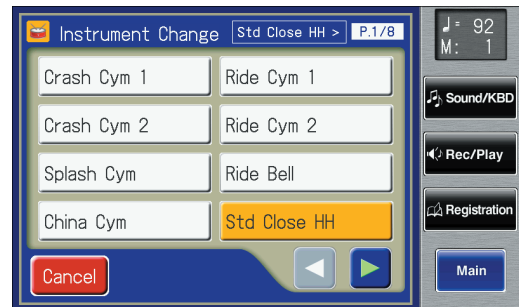 Instrument Change Std Close HH > P.1/8
Crash Cym 1
Ride Cym 1
Crash Cym 2
Ride Cym 2
Splash Cym
Ride Bell
China Cym
Std Close HH
Cancel
♩= 92
M: 1
Sound/KBD
Rec/Play
Registration
Main